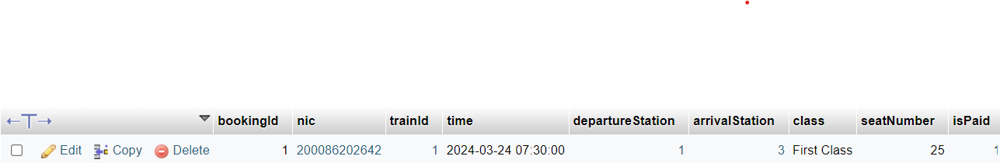 bookingId nic trainId time departureStation arrivalStation class seatNumber isPaid
Edit Copy Delete 1 200086202642 1 2024-03-24 07:30:00 1 3 First Class 25 1